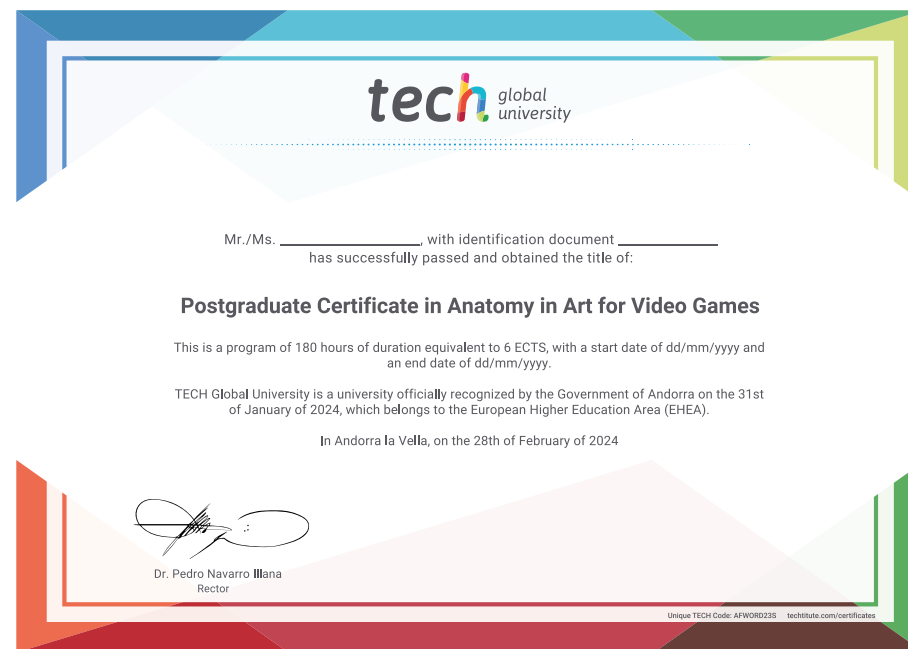 tech global university
Mr./Ms. ____________, with identification document ____________
has successfully passed and obtained the title of:
Postgraduate Certificate in Anatomy in Art for Video Games
This is a program of 180 hours of duration equivalent to 6 ECTS, with a start date of dd/mm/yyyy and
an end date of dd/mm/yyyy.
TECH Global University is a university officially recognized by the Government of Andorra on the 31st
of January of 2024, which belongs to the European Higher Education Area (EHEA).
In Andorra la Vella, on the 28th of February of 2024
Dr. Pedro Navarro Illana
Rector
Unique TECH Code: AFWORD23S techtitute.com/certificates